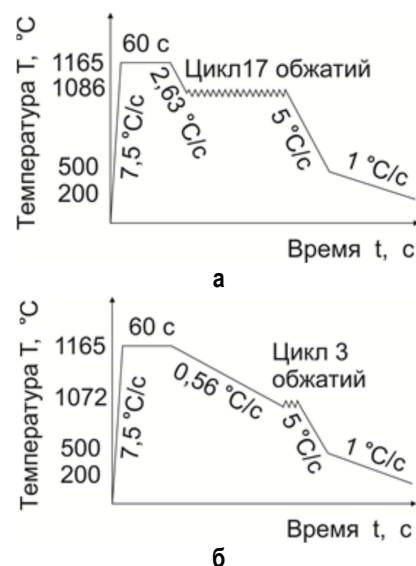 Температура T, °C
1165
1086
500
200
60 с
7,5 °C/c
2,63 °C/c
Цикл17 обжатий
5 °C/c
1 °C/c
Время t, с
а
Температура T, °C
1165
1072
500
200
60 с
7,5 °C/c
0,56 °C/c
Цикл 3
обжатий
5 °C/c
1 °C/c
Время t, с
б